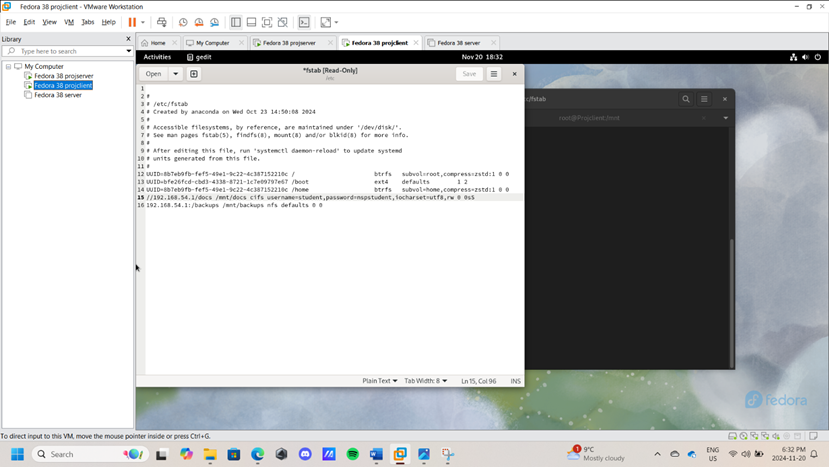 Fedora 38 projclient - VMware Workstation
File Edit View VM Tabs Help
Library
Type here to search
My Computer
Fedora 38 projserver
Fedora 38 projclient
Fedora 38 server
Home My Computer Fedora 38 projserver Fedora 38 projclient Fedora 38 server
Activities gedit Nov 20 18:32
Open *fstab [Read-Only] Save
/etc
/fstab
root@Projclient:/mnt
1
2 #
3 # /etc/fstab
4 # Created by anaconda on Wed Oct 23 14:50:08 2024
5 #
6 # Accessible filesystems, by reference, are maintained under '/dev/disk/'.
7 # See man pages fstab(5), findfs(8), mount(8) and/or blkid(8) for more info.
8 #
9 # After editing this file, run 'systemctl daemon-reload' to update systemd
10 # units generated from this file.
11 #
12 UUID=8b7eb9fb-fef5-49e1-9c22-4c387152210c / btrfs subvol=root,compress=zstd:1 0 0
13 UUID=bfe26fcd-cbd3-4338-8721-1c7e09797e67 /boot ext4 defaults 1 2
14 UUID=8b7eb9fb-fef5-49e1-9c22-4c387152210c /home btrfs subvol=home,compress=zstd:1 0 0
15 //192.168.54.1/docs /mnt/docs cifs username=student,password=nspstudent,iocharset=utf8,rw 0 0s$
16 192.168.54.1:/backups /mnt/backups nfs defaults 0 0
Plain Text Tab Width: 8 Ln 15, Col 96 INS
fedora
To direct input to this VM, move the mouse pointer inside or press Ctrl+G.
Search
1
9°C
Mostly cloudy
ENG
US
6:32 PM
2024-11-20